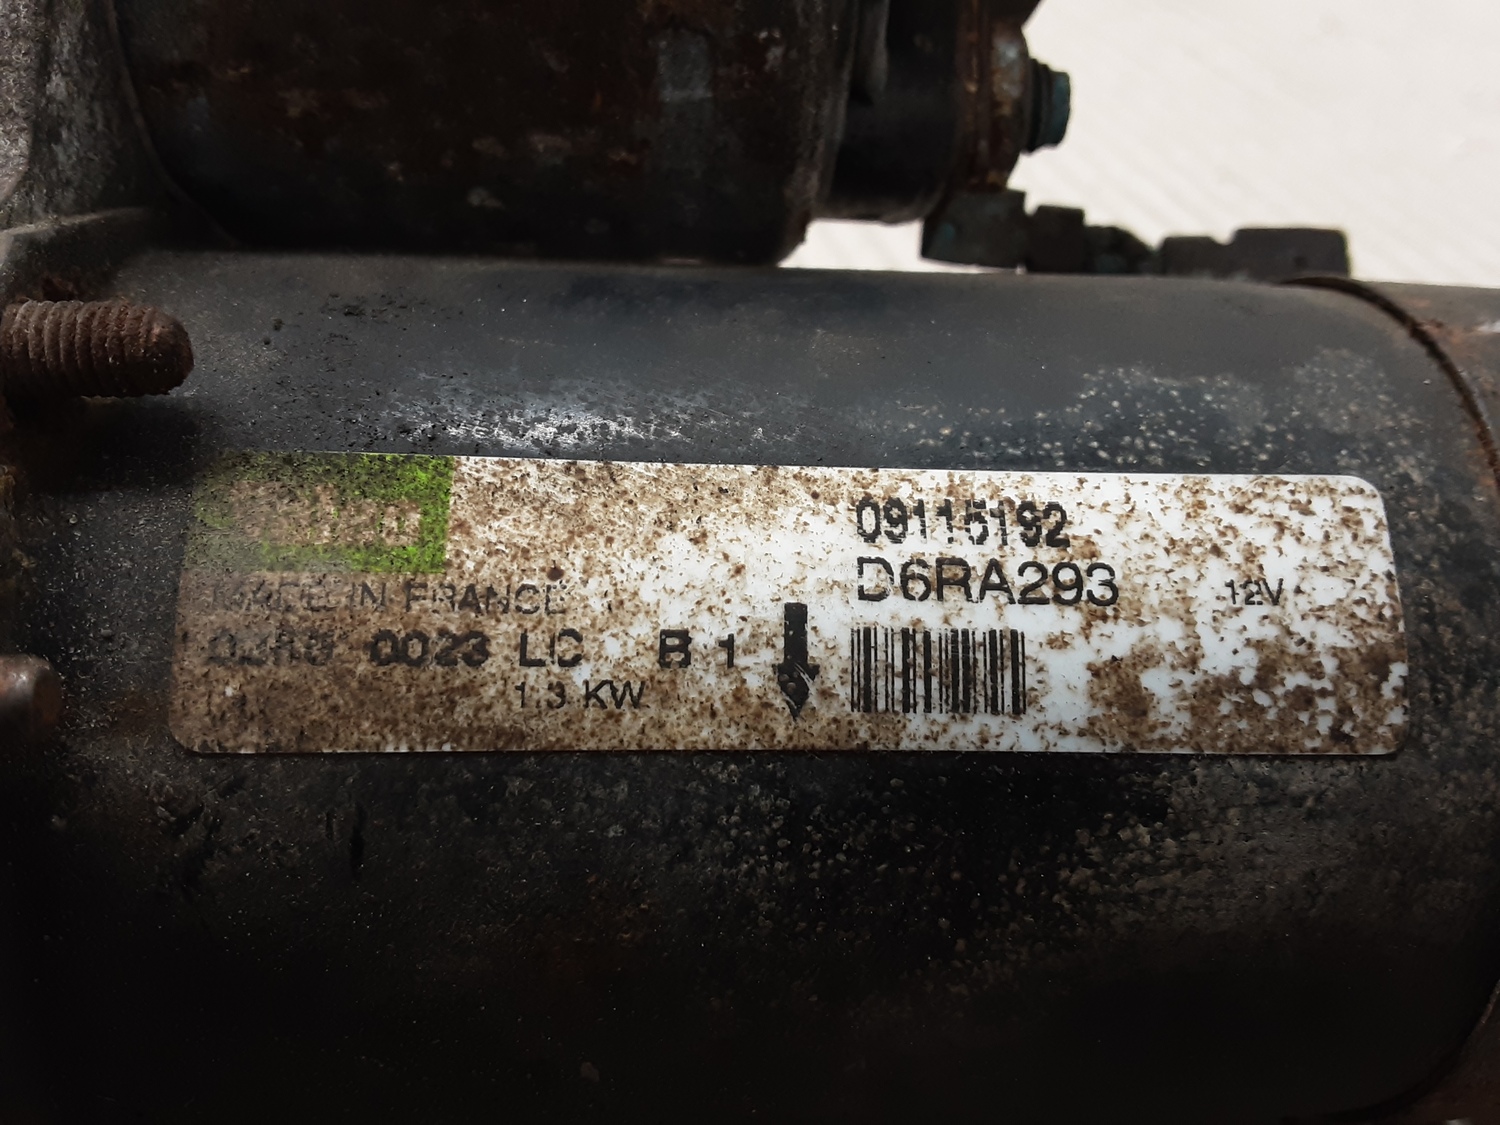 09115192
D6RA293
12V
MADE IN FRANCE
0023 LC B 1
1.3 KW